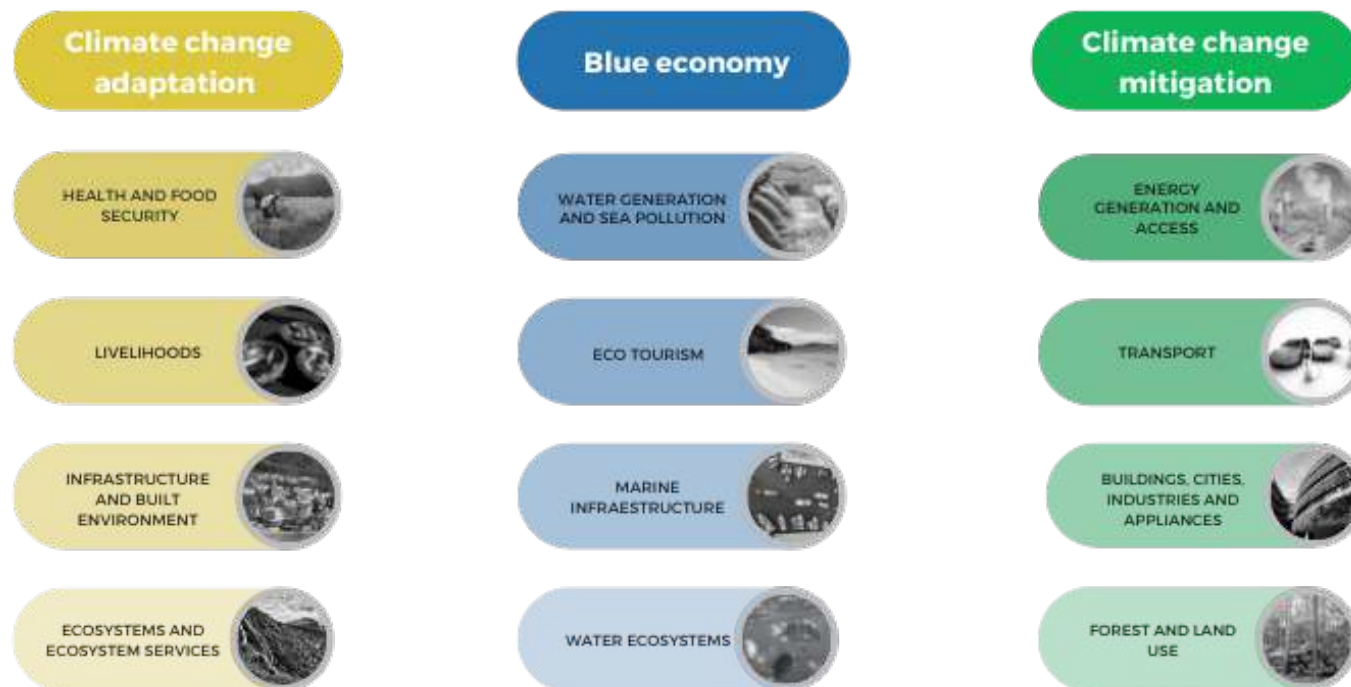 Climate change
adaptation
HEALTH AND FOOD
SECURITY
LIVELIHOODS
INFRASTRUCTURE
AND BUILT
ENVIRONMENT
ECOSYSTEMS AND
ECOSYSTEM SERVICES
Blue economy
WATER GENERATION
AND SEA POLLUTION
ECO TOURISM
MARINE
INFRAESTRUCTURE
WATER ECOSYSTEMS
Climate change
mitigation
ENERGY
GENERATION AND
ACCESS
TRANSPORT
BUILDINGS, CITIES,
INDUSTRIES AND
APPLIANCES
FOREST AND LAND
USE